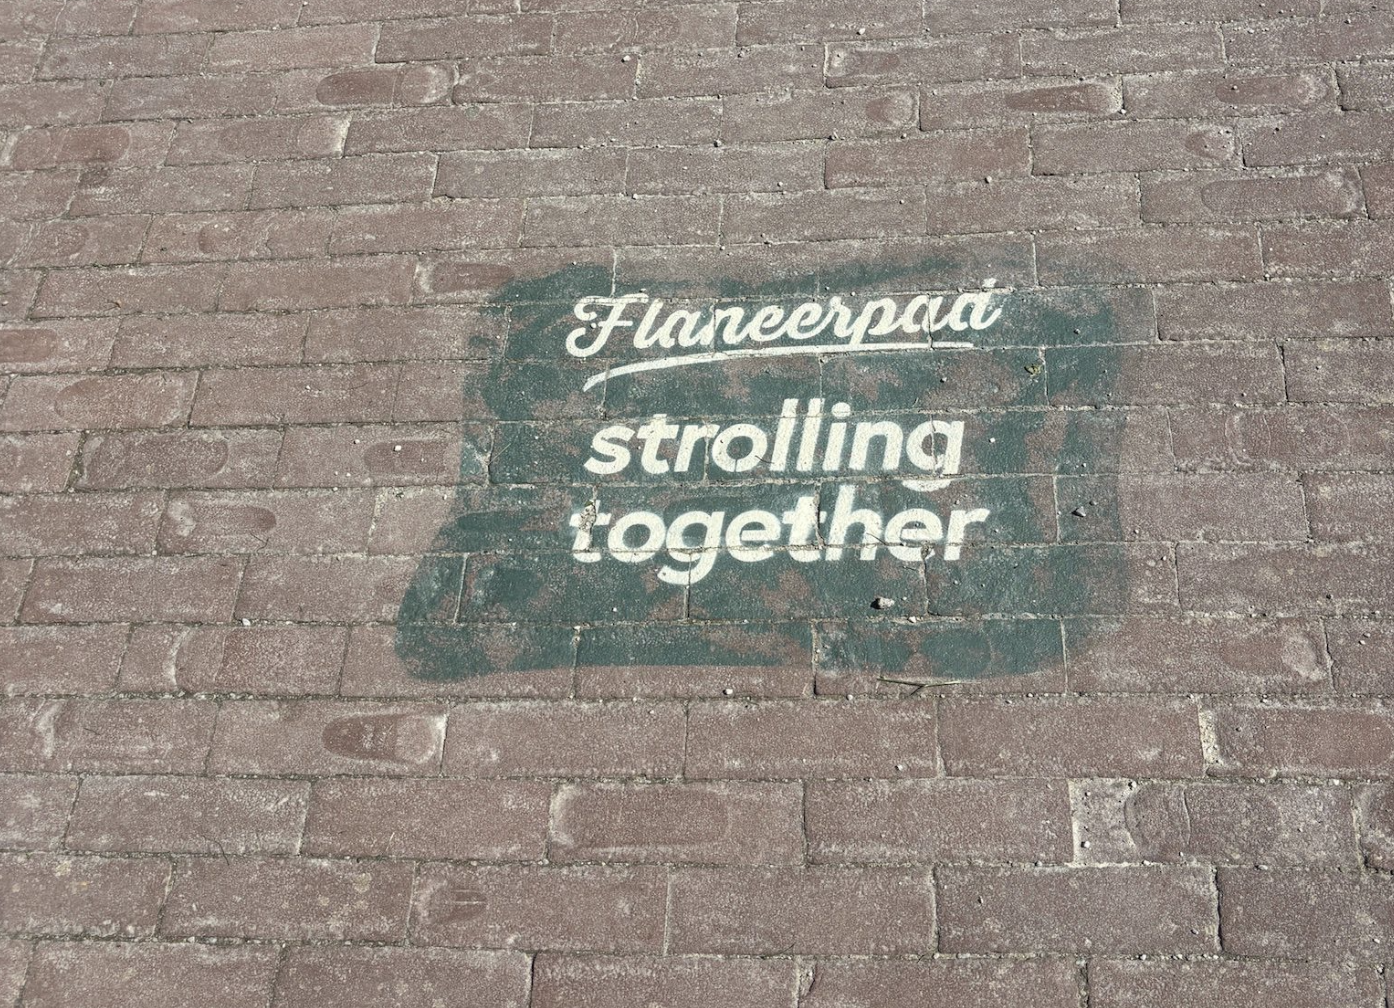 Flaneerpad
strolling
together